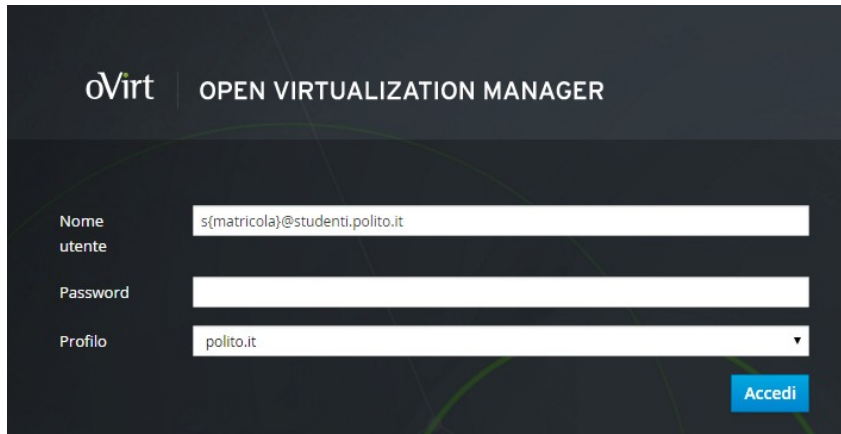 oVirt OPEN VIRTUALIZATION MANAGER
Nome utente s{matricola}@studenti.polito.it
Password
Profilo polito.it
Accedi